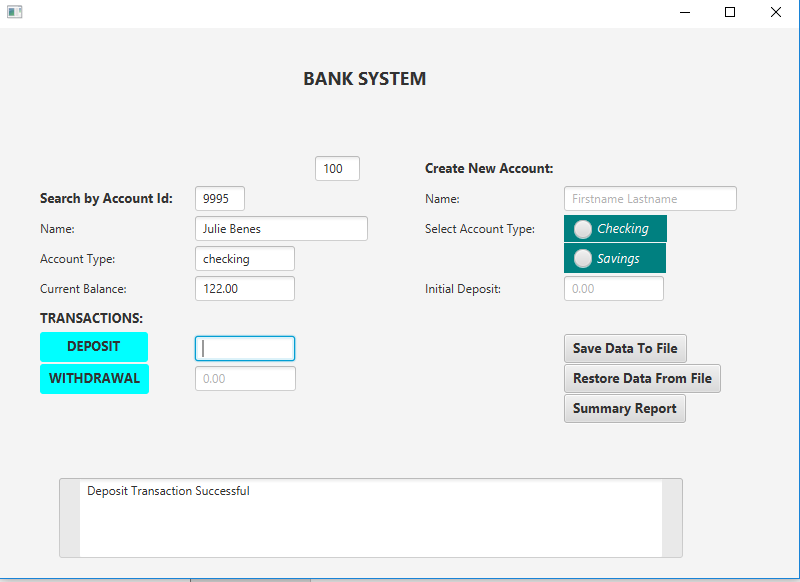 BANK SYSTEM
100
Search by Account Id: 9995
Name: Julie Benes
Account Type: checking
Current Balance: 122.00
TRANSACTIONS:
DEPOSIT
WITHDRAWAL 0.00
Create New Account:
Name: Firstname Lastname
Select Account Type: Checking
Savings
Initial Deposit: 0.00
Save Data To File
Restore Data From File
Summary Report
Deposit Transaction Successful